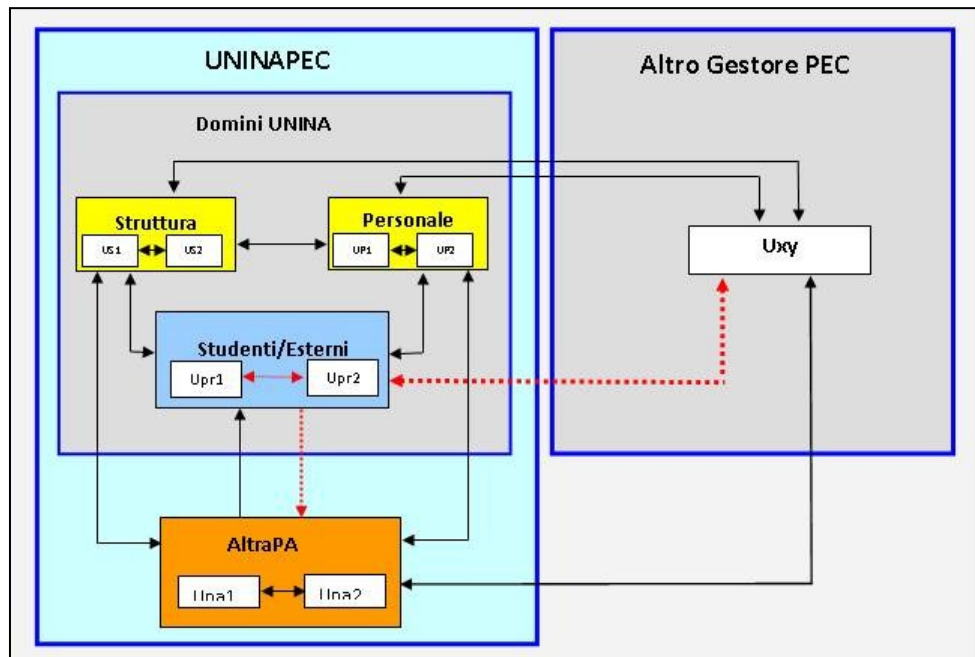 UNINAPEC
Altro Gestore PEC
Domini UNINA
Struttura
US1
US2
Personale
UP1
UP2
Uxy
Studenti/Esterni
Upr1
Upr2
AltraPA
Una1
Una2